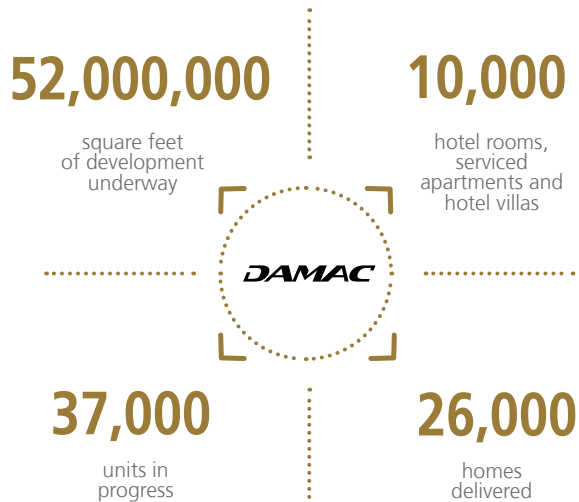 52,000,000
square feet
of development
underway
10,000
hotel rooms,
serviced
apartments and
hotel villas
DAMAC
37,000
units in
progress
26,000
homes
delivered